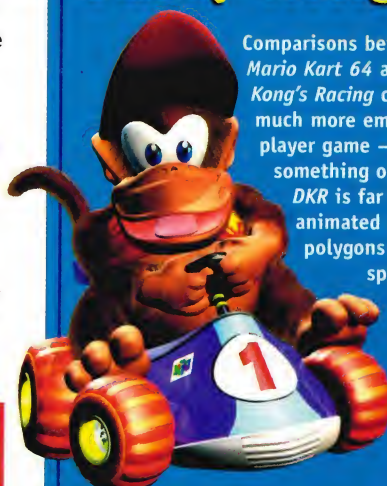 Comparisons be
Mario Kart 64 a
Kong's Racing
much more em
player game –
something o
DKR is far
animated
polygons
sp
1